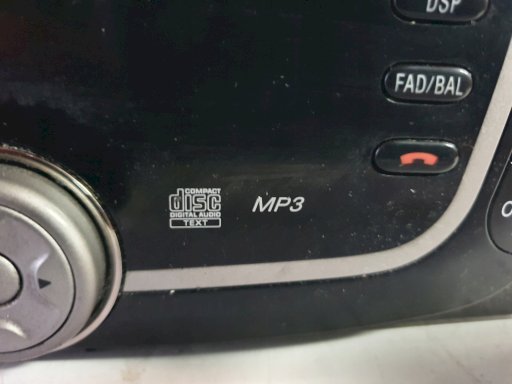 DSP
FAD/BAL
COMPACT
disc
DIGITAL AUDIO
TEXT
MP3